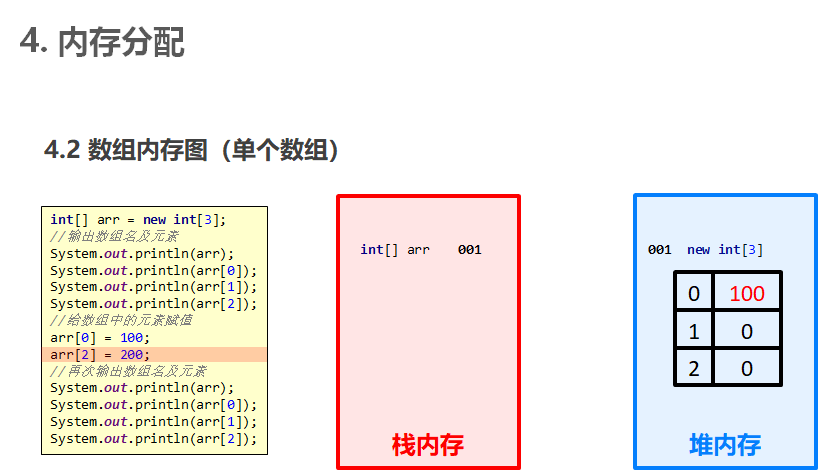 4. 内存分配
4.2 数组内存图（单个数组）
int[] arr = new int[3];
//输出数组名及元素
System.out.println(arr);
System.out.println(arr[0]);
System.out.println(arr[1]);
System.out.println(arr[2]);
//给数组中的元素赋值
arr[0] = 100;
arr[2] = 200;
//再次输出数组名及元素
System.out.println(arr);
System.out.println(arr[0]);
System.out.println(arr[1]);
System.out.println(arr[2]);
int[] arr 001
栈内存
001 new int[3]
0 100
1 0
2 0
堆内存